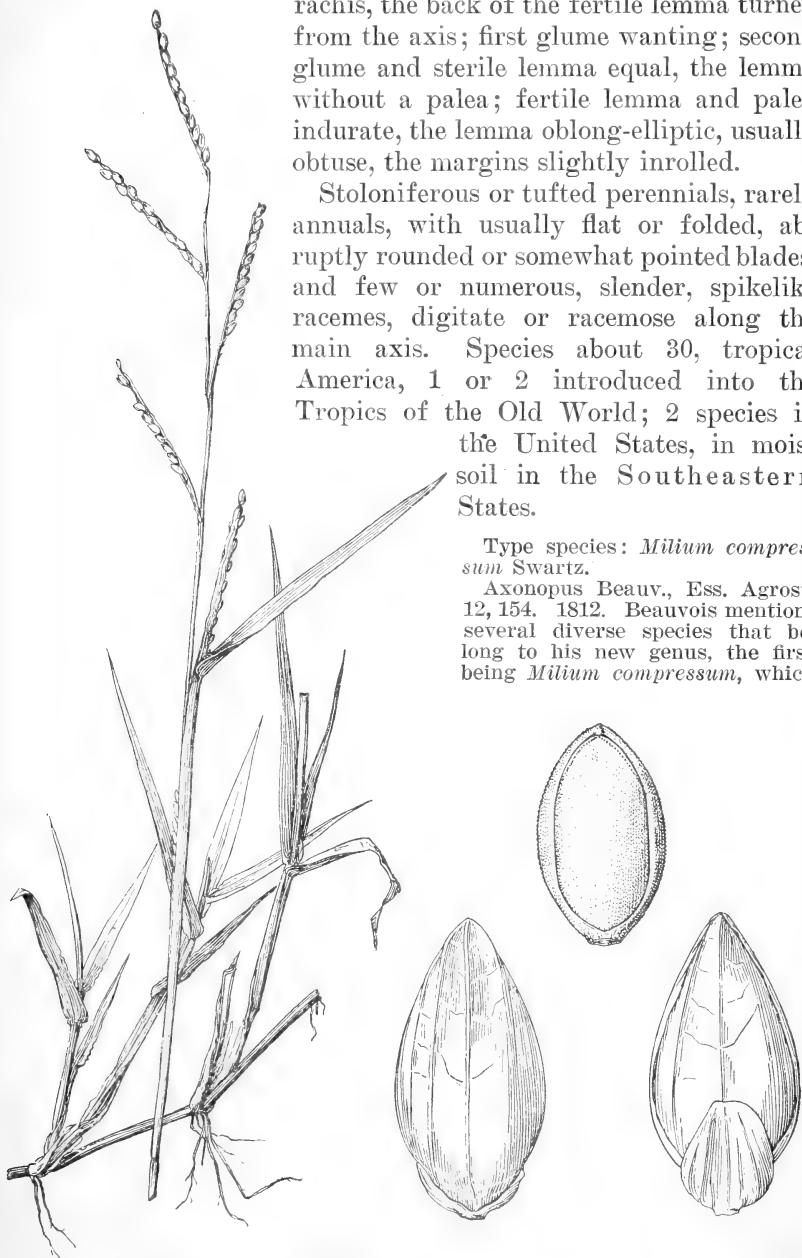 rachis, the back of the fertile lemma turne
from the axis; first glume wanting; secon
glume and sterile lemma equal, the lemm
without a palea; fertile lemma and pale
indurate, the lemma oblong-elliptic, usuall
obtuse, the margins slightly inrolled.
Stoloniferous or tufted perennials, rarel
annuals, with usually flat or folded, ab
ruptly rounded or somewhat pointed blades
and few or numerous, slender, spikelik
racemes, digitate or racemose along th
main axis. Species about 30, tropica
America, 1 or 2 introduced into th
Tropics of the Old World; 2 species i
the United States, in mois
soil in the Southeastern
States.
Type species: Milium compres
sum Swartz.
Axonopus Beauv., Ess. Agros
12, 154. 1812. Beauvois mention
several diverse species that be
long to his new genus, the firs
being Milium compressum, whic